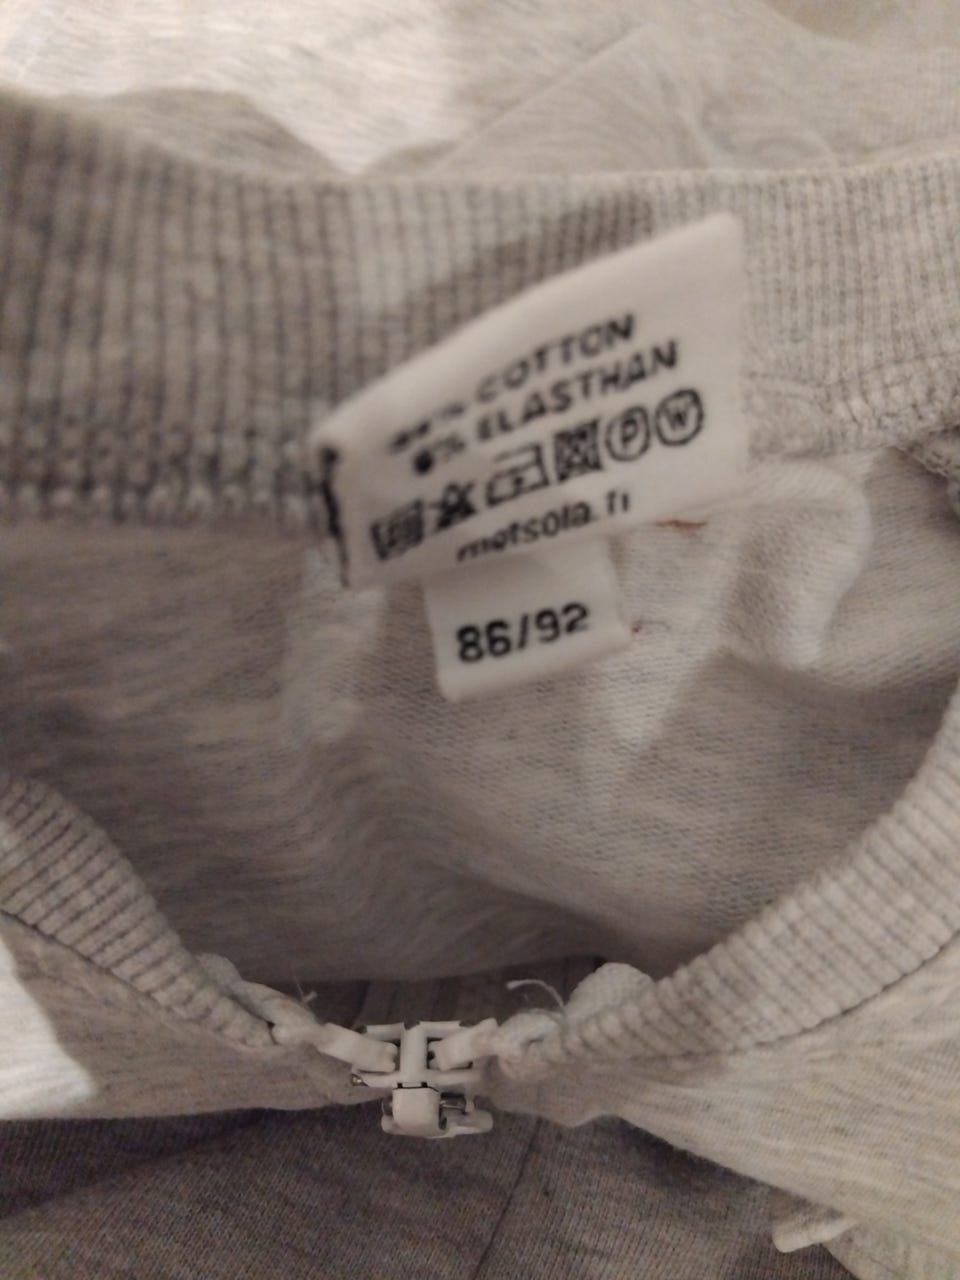 COTTON
ELASTHAN
P W
metsola.fi
86/92